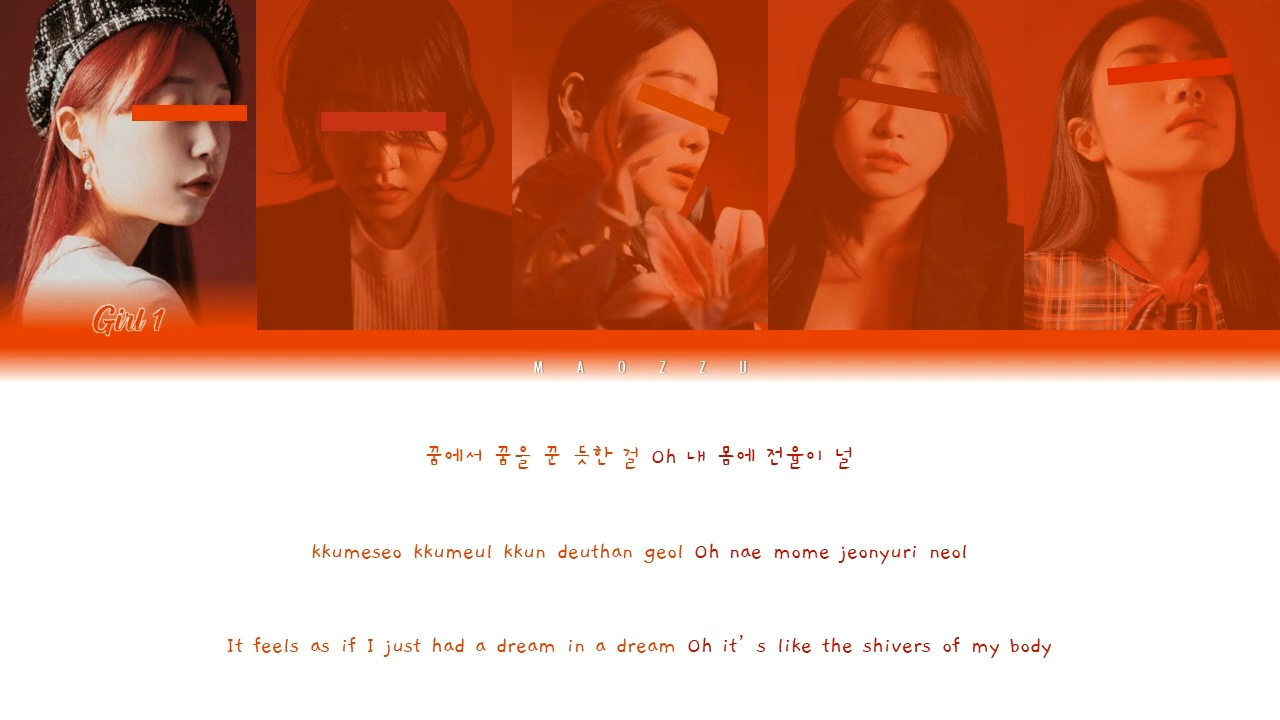 Girl 1
MAOZZU
꿈에서 꿈을 꾼 듯한 걸 Oh 내 몸에 전율이 널
kkumeseo kkumeul kkun deuthan geol Oh nae mome jeonyuri neol
It feels as if I just had a dream in a dream Oh it’s like the shivers of my body